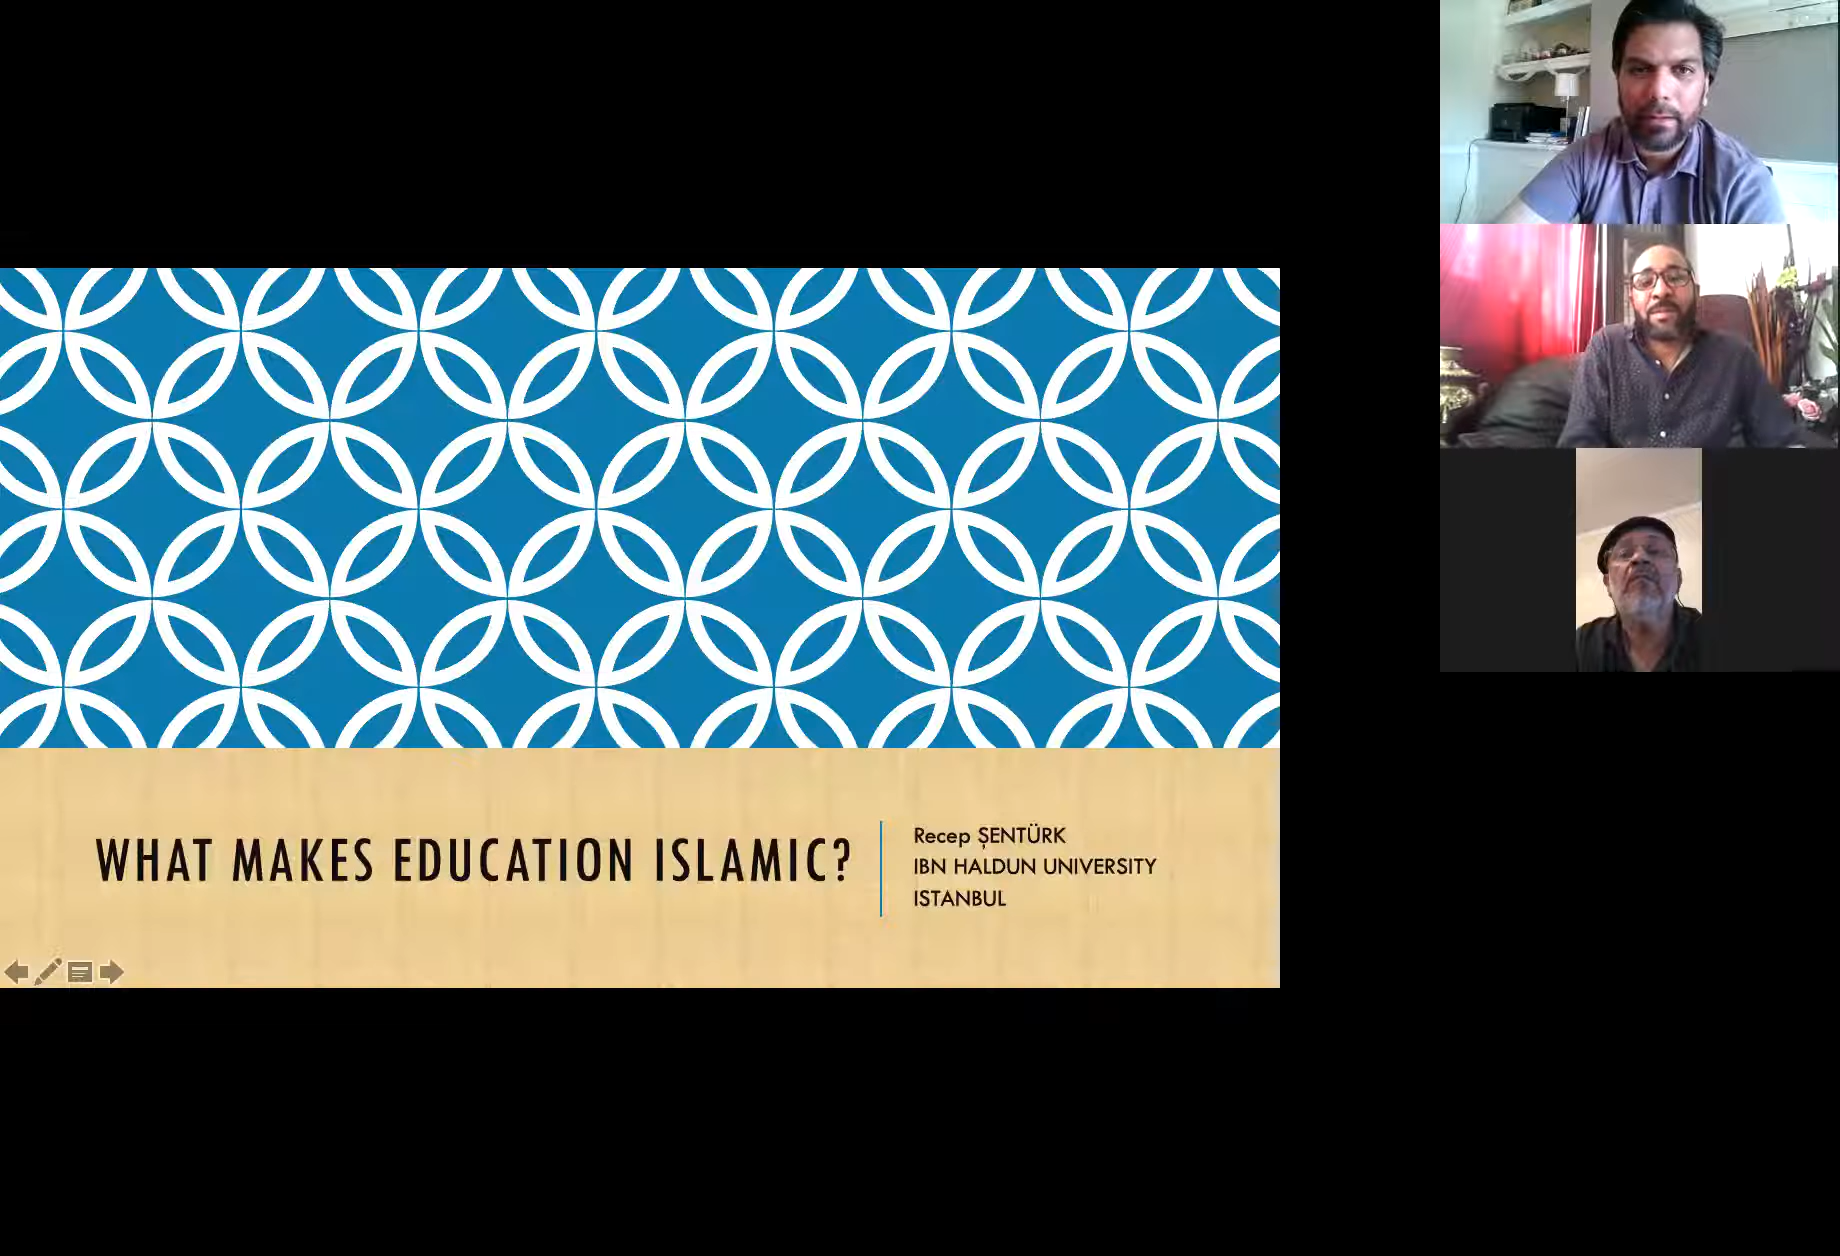 WHAT MAKES EDUCATION ISLAMIC?
Recep ŞENTÜRK
IBN HALDUN UNIVERSITY
ISTANBUL